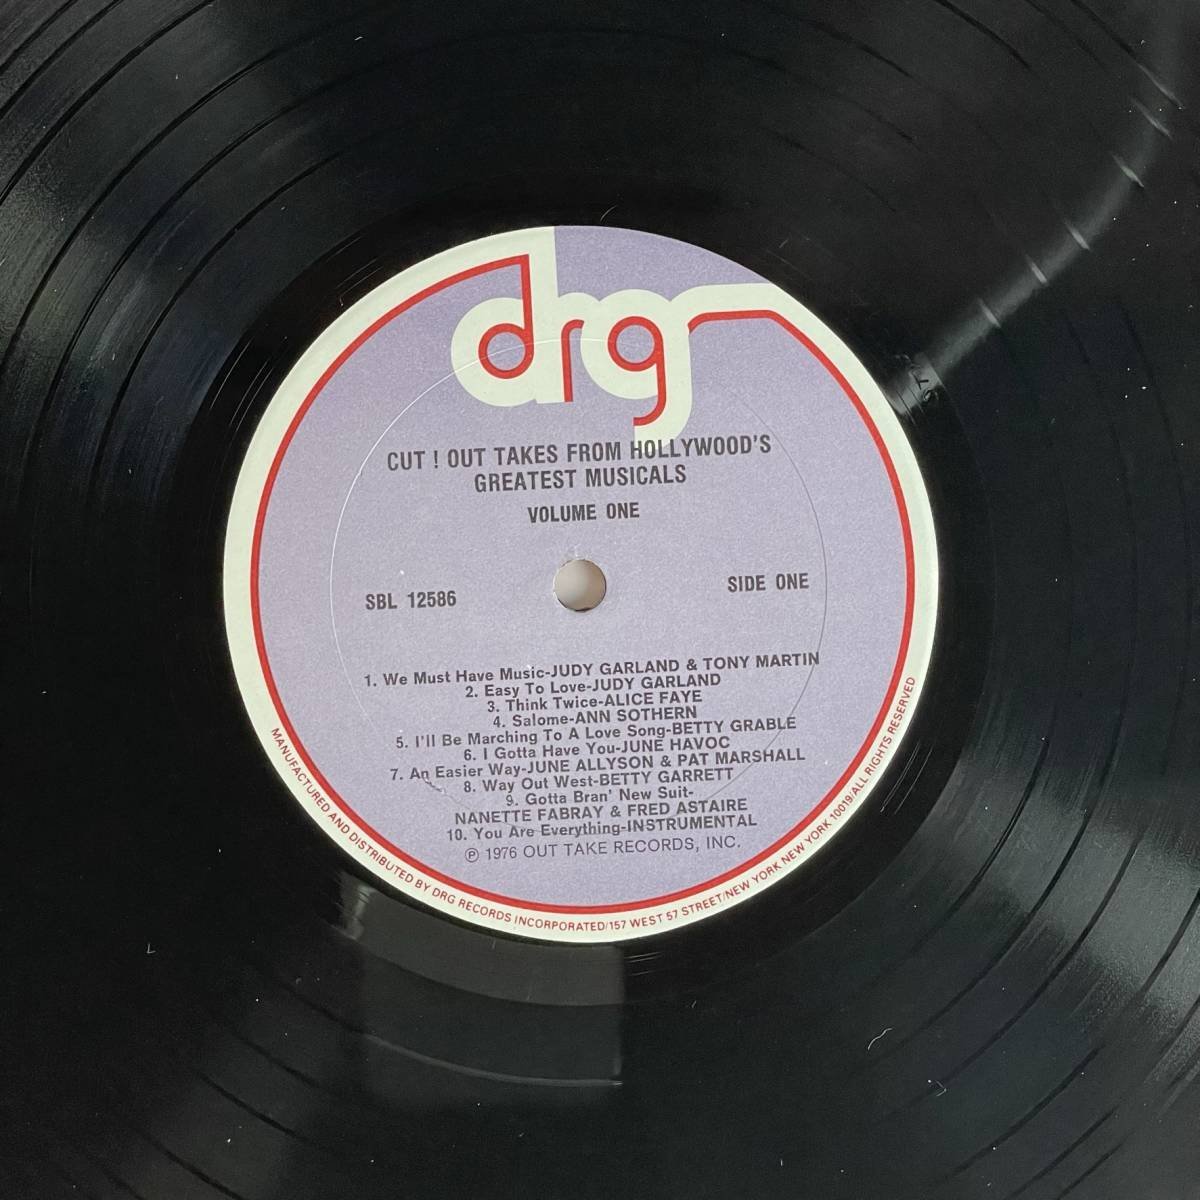 drg
CUT ! OUT TAKES FROM HOLLYWOOD'S
GREATEST MUSICALS
VOLUME ONE
SBL 12586
SIDE ONE
1. We Must Have Music-JUDY GARLAND & TONY MARTIN
2. Easy To Love-JUDY GARLAND
3. Think Twice-ALICE FAYE
4. Salome-ANN SOTHERN
5. I'll Be Marching To A Love Song-BETTY GRABLE
6. I Gotta Have You-JUNE HAVOC
7. An Easier Way-JUNE ALLYSON & PAT MARSHALL
8. Way Out West-BETTY GARRETT
9. Gotta Bran' New Suit-
NANETTE FABRAY & FRED ASTAIRE
10. You Are Everything-INSTRUMENTAL
℗ 1976 OUT TAKE RECORDS, INC.
MANUFACTURED AND DISTRIBUTED BY DRG RECORDS INCORPORATED/157 WEST 57 STREET/NEW YORK NEW YORK 10019/ALL RIGHTS RESERVED